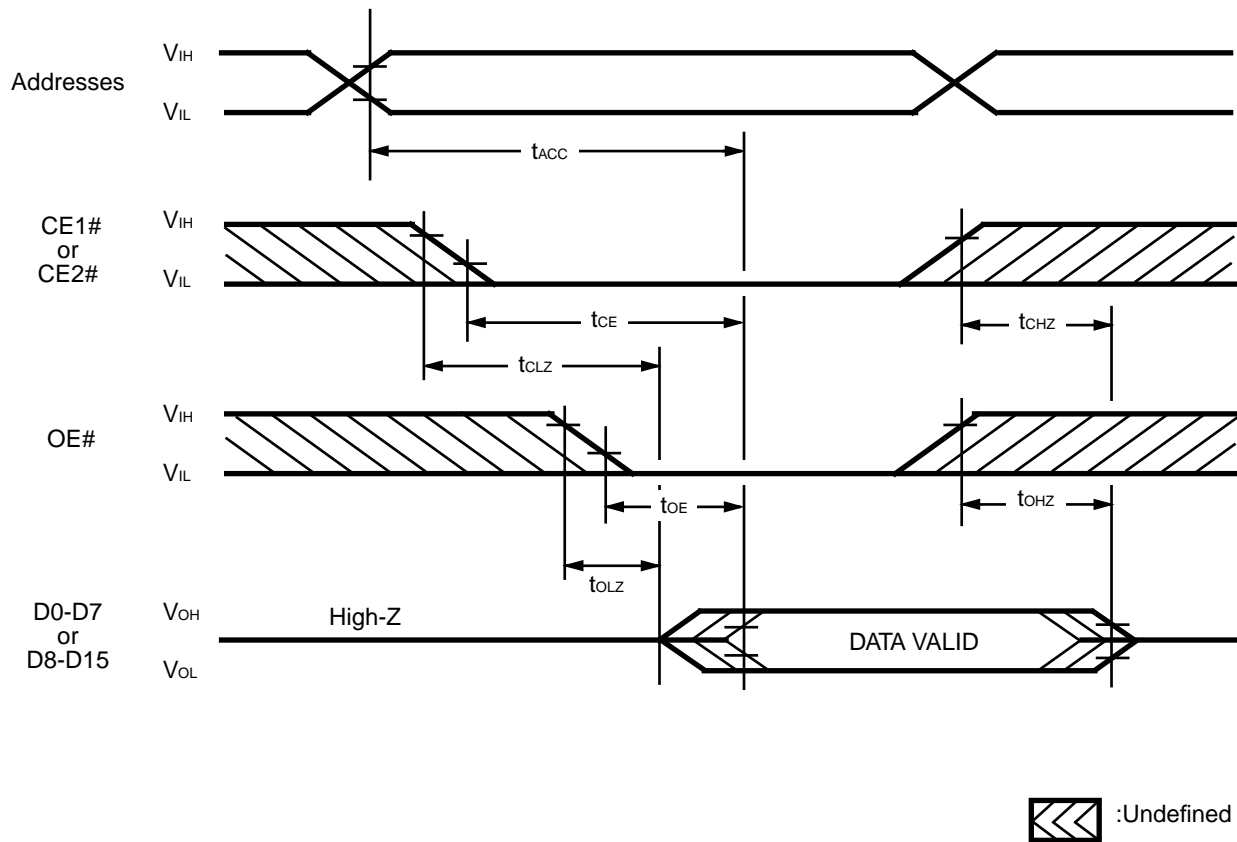 Addresses
VIH
VIL
tACC
CE1#
or
CE2#
VIH
VIL
tCE
tCHZ
tCLZ
OE#
VIH
VIL
tOE
tOHZ
tOLZ
D0-D7
or
D8-D15
VOH
VOL
High-Z
DATA VALID
:Undefined